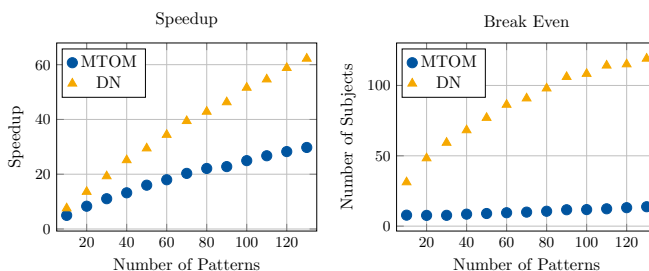 Speedup
MTOM
DN
60
40
20
0
Speedup
20 40 60 80 100 120
Number of Patterns
Break Even
MTOM
DN
100
50
0
Number of Subjects
20 40 60 80 100 120
Number of Patterns